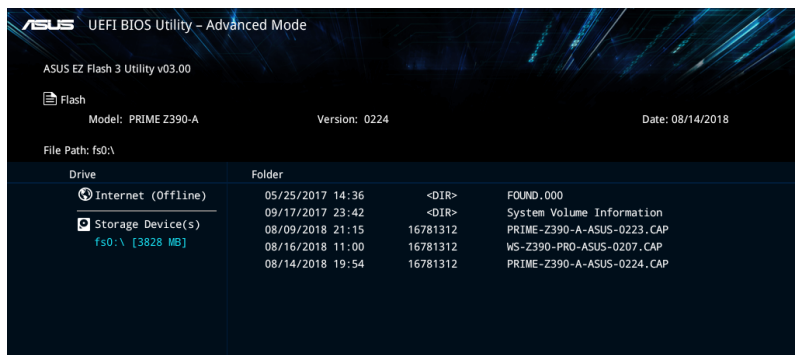 ASUS UEFI BIOS Utility – Advanced Mode
ASUS EZ Flash 3 Utility v03.00
Flash
Model: PRIME Z390-A Version: 0224 Date: 08/14/2018
File Path: fs0:\
Drive Folder
Internet (Offline) 05/25/2017 14:36 <DIR> FOUND.000
09/17/2017 23:42 <DIR> System Volume Information
Storage Device(s) 08/09/2018 21:15 16781312 PRIME-Z390-A-ASUS-0223.CAP
fs0:\ [3828 MB] 08/16/2018 11:00 16781312 WS-Z390-PRO-ASUS-0207.CAP
08/14/2018 19:54 16781312 PRIME-Z390-A-ASUS-0224.CAP